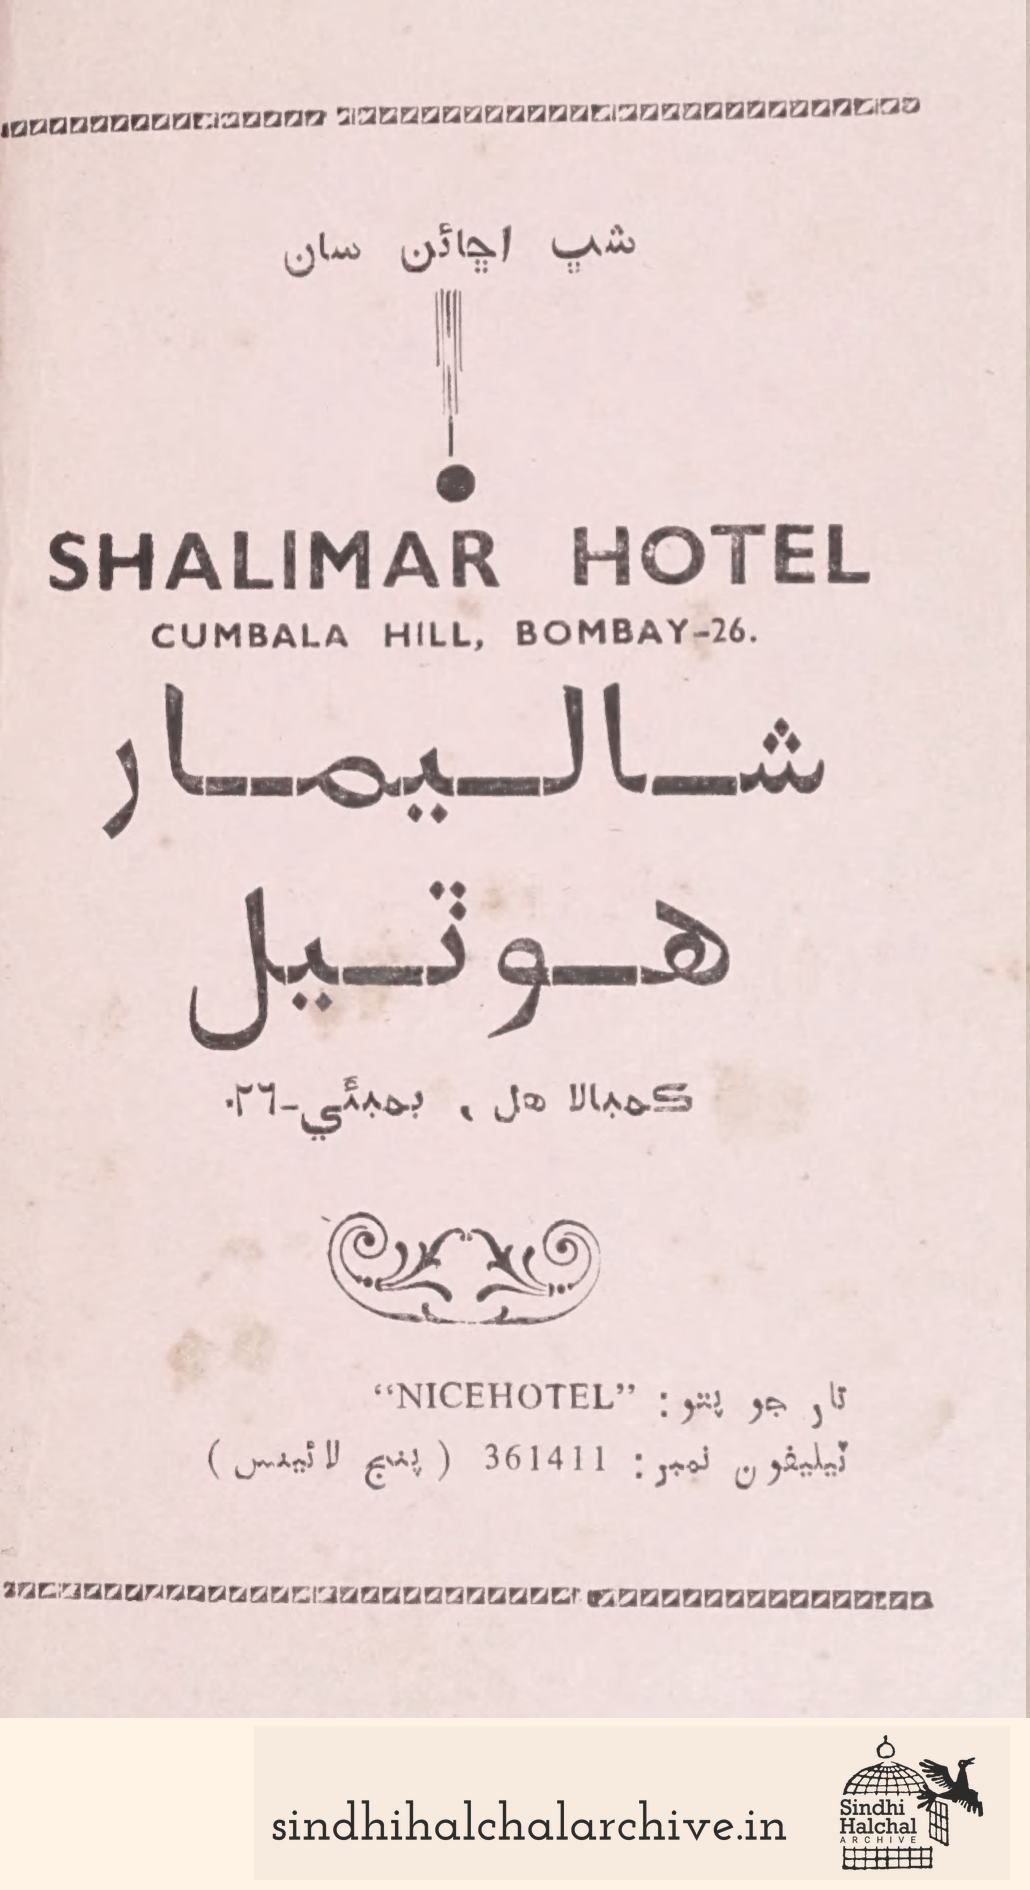 شڀ اڇائن سان
SHALIMAR HOTEL
CUMBALA HILL, BOMBAY-26.
شاليمار
هوٽيل
ڪمبالا هل، بمبئي-٢٦.
تار جو پتو: “NICEHOTEL”
ٽيليفون نمبر: 361411 (پنج لائينس)
sindhihalchalarchive.in
Sindhi
Halchal
ARCHIVE